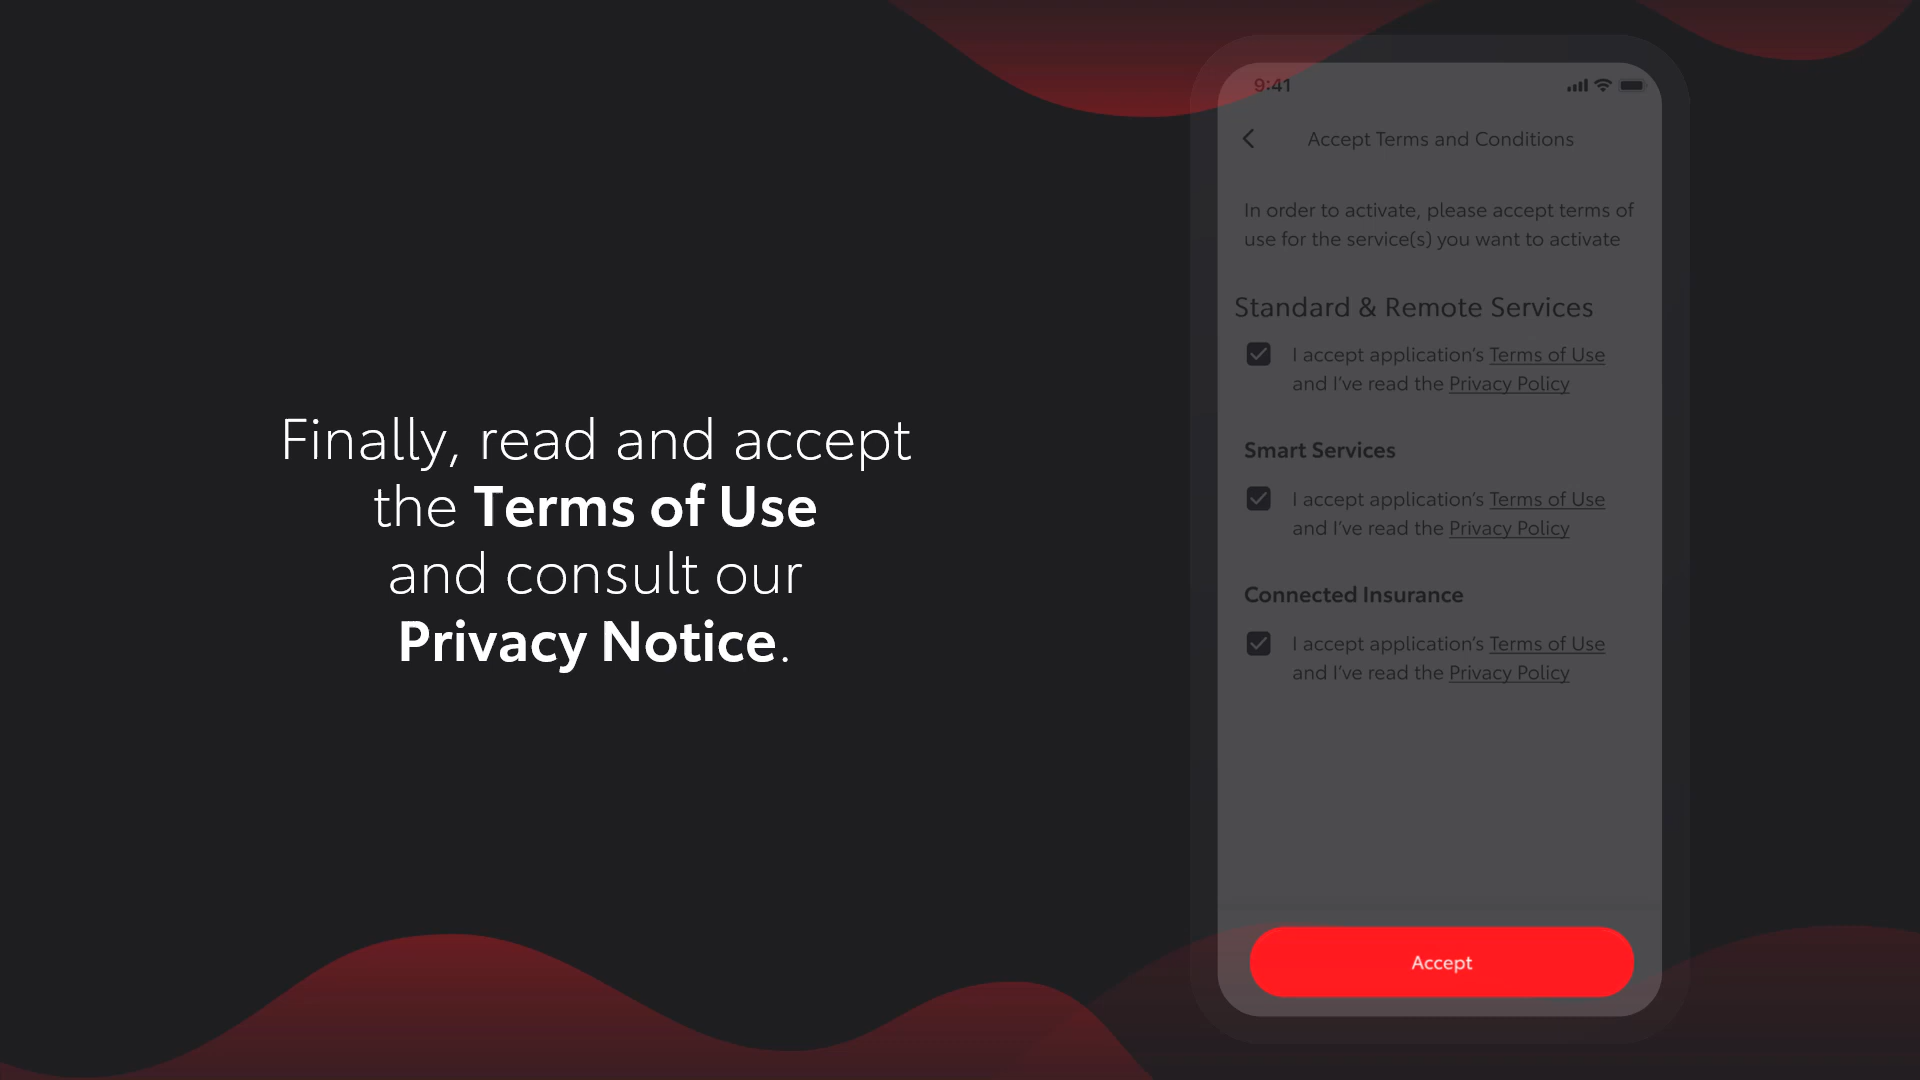 Finally, read and accept
the Terms of Use
and consult our
Privacy Notice.
9:41
Accept Terms and Conditions
In order to activate, please accept terms of
use for the service(s) you want to activate
Standard & Remote Services
I accept application's Terms of Use
and I've read the Privacy Policy
Smart Services
I accept application's Terms of Use
and I've read the Privacy Policy
Connected Insurance
I accept application's Terms of Use
and I've read the Privacy Policy
Accept